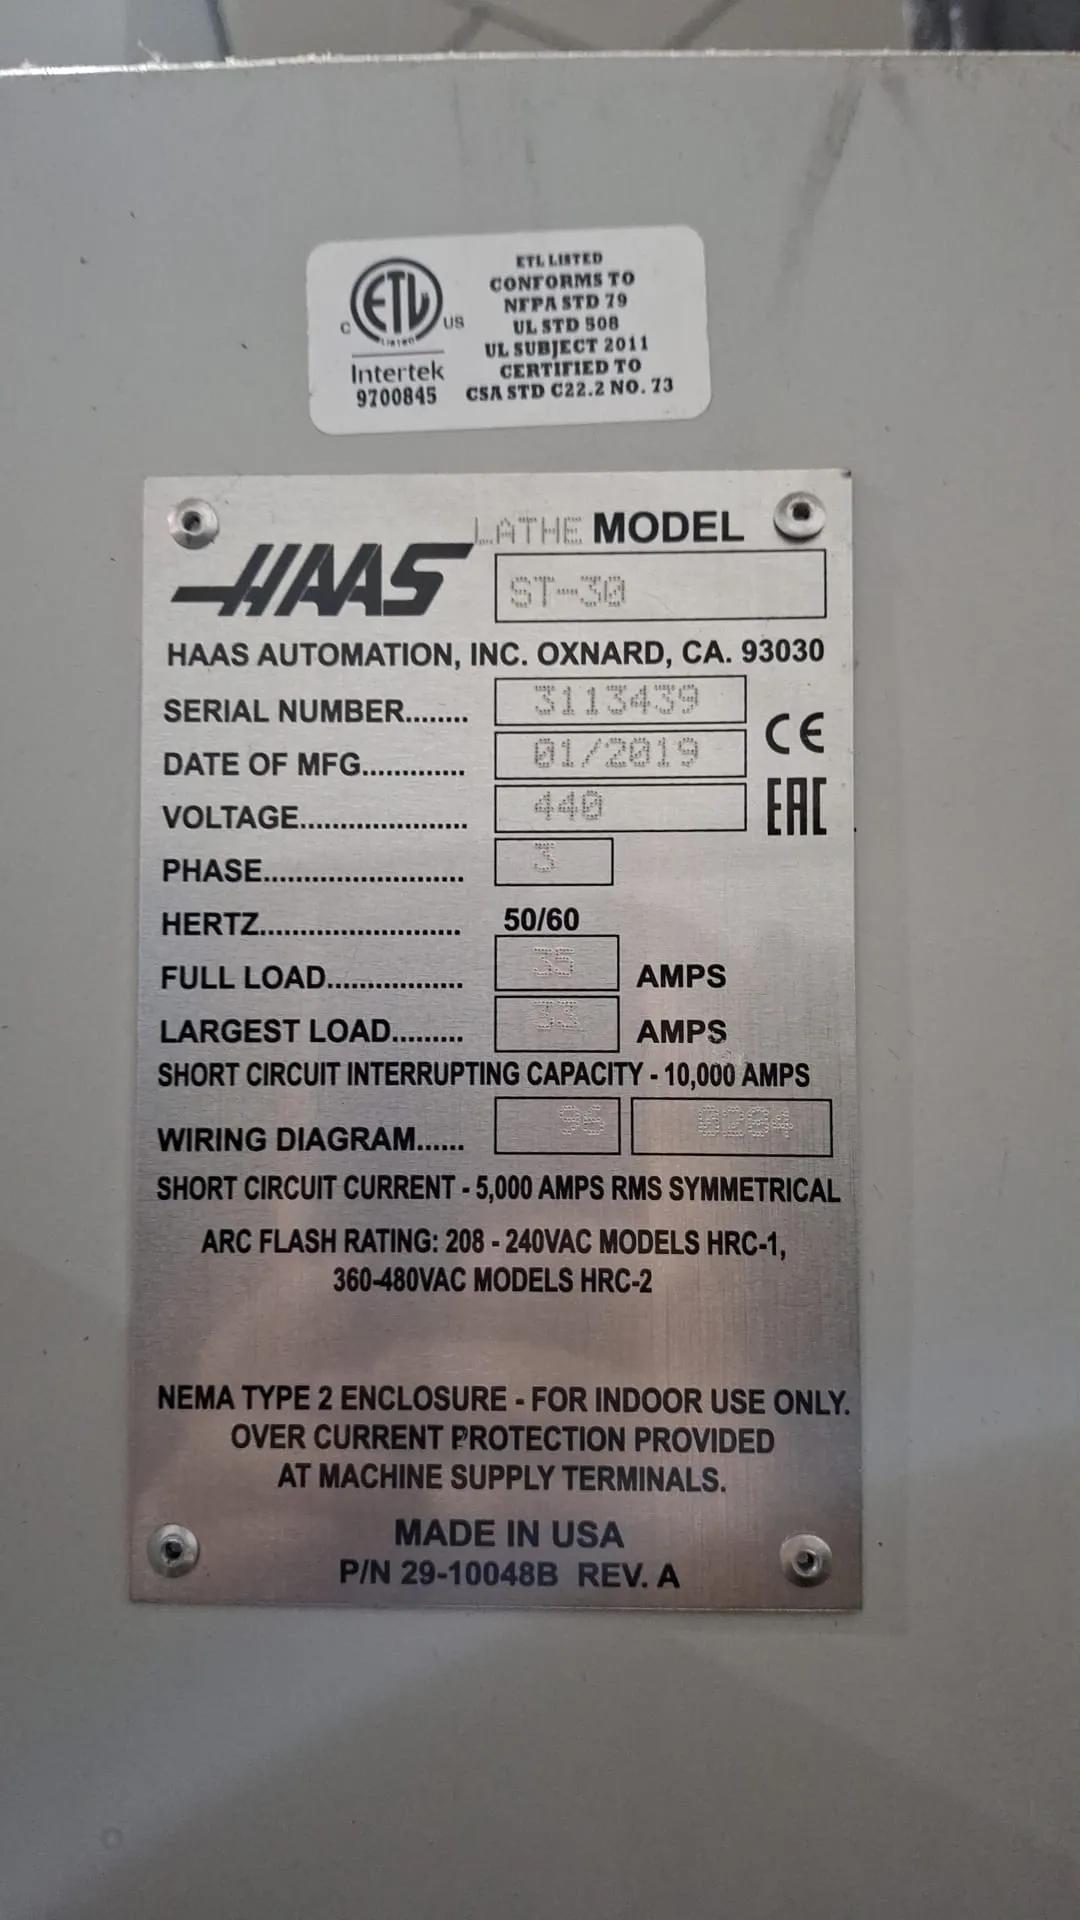 ETL LISTED
CONFORMS TO
NFPA STD 79
UL STD 508
UL SUBJECT 2011
CERTIFIED TO
CSA STD C22.2 NO. 73
C ETL US
LISTED
Intertek
9700845
LATHE MODEL
HAAS ST-30
HAAS AUTOMATION, INC. OXNARD, CA. 93030
SERIAL NUMBER........ 3113439
DATE OF MFG............. 01/2019
CE
VOLTAGE..................... 440
EAC
PHASE......................... 3
HERTZ......................... 50/60
FULL LOAD................. 35 AMPS
LARGEST LOAD......... 33 AMPS
SHORT CIRCUIT INTERRUPTING CAPACITY - 10,000 AMPS
WIRING DIAGRAM...... 96 0284
SHORT CIRCUIT CURRENT - 5,000 AMPS RMS SYMMETRICAL
ARC FLASH RATING: 208 - 240VAC MODELS HRC-1,
360-480VAC MODELS HRC-2
NEMA TYPE 2 ENCLOSURE - FOR INDOOR USE ONLY.
OVER CURRENT PROTECTION PROVIDED
AT MACHINE SUPPLY TERMINALS.
MADE IN USA
P/N 29-10048B REV. A